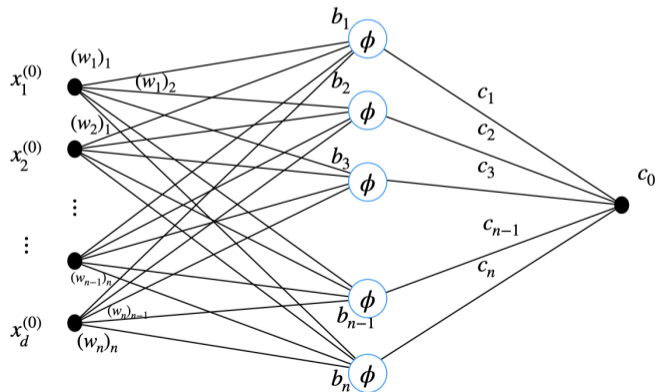 b₁
(w₁)₁
ϕ
x₁⁽⁰⁾
(w₁)₂
b₂
c₁
(w₂)₁
ϕ
c₂
x₂⁽⁰⁾
b₃
c₃
c₀
ϕ
⋮
⋮
cₙ₋₁
(wₙ₋₁)ₙ
cₙ
ϕ
(wₙ)ₙ₋₁
bₙ₋₁
x_d⁽⁰⁾
(wₙ)ₙ
ϕ
bₙ